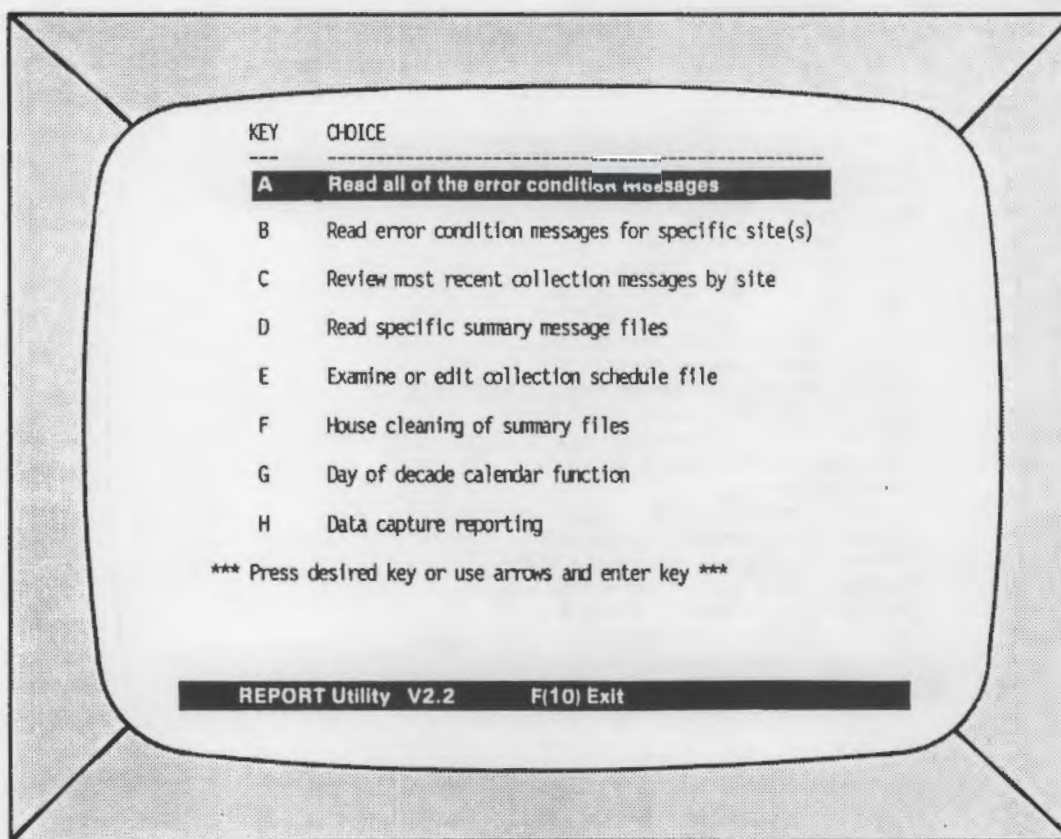 KEY CHOICE
--- ---
A Read all of the error condition messages
B Read error condition messages for specific site(s)
C Review most recent collection messages by site
D Read specific summary message files
E Examine or edit collection schedule file
F House cleaning of summary files
G Day of decade calendar function
H Data capture reporting
*** Press desired key or use arrows and enter key ***
REPORT Utility V2.2 F(10) Exit